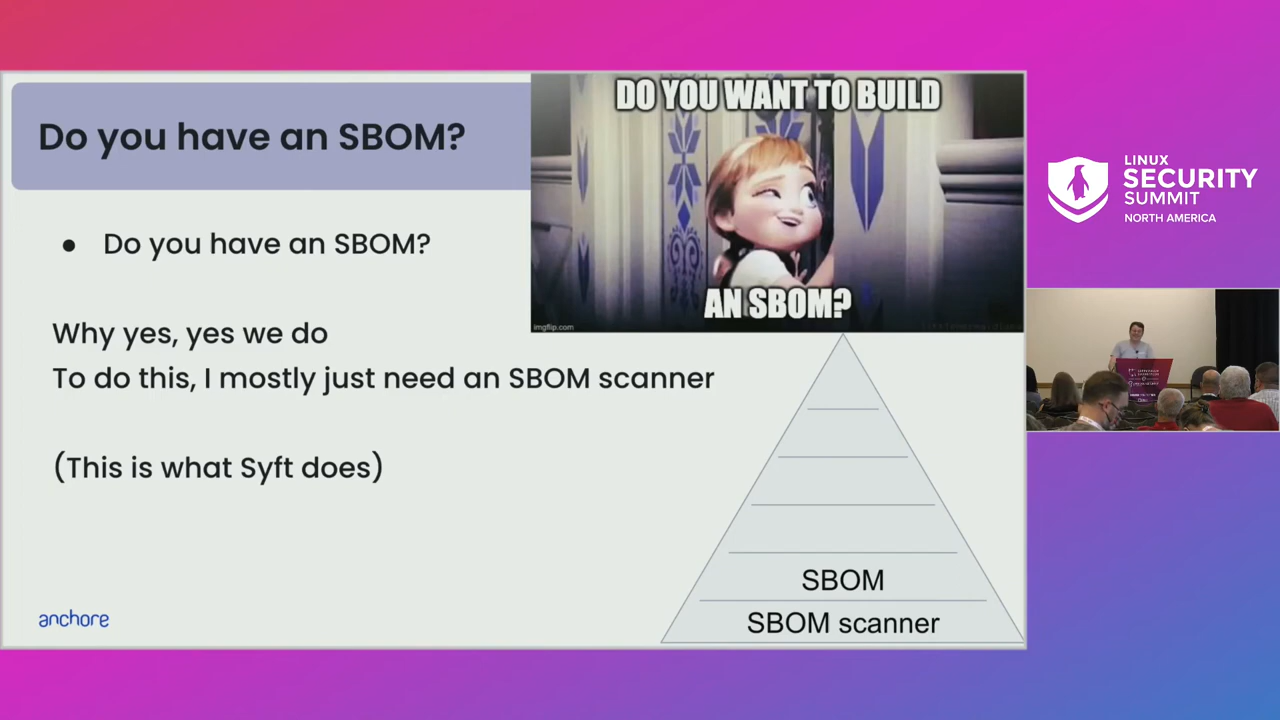 Do you have an SBOM?
DO YOU WANT TO BUILD
AN SBOM?
imgflip.com
● Do you have an SBOM?
Why yes, yes we do
To do this, I mostly just need an SBOM scanner
(This is what Syft does)
SBOM
SBOM scanner
anchore
LINUX
SECURITY
SUMMIT
NORTH AMERICA